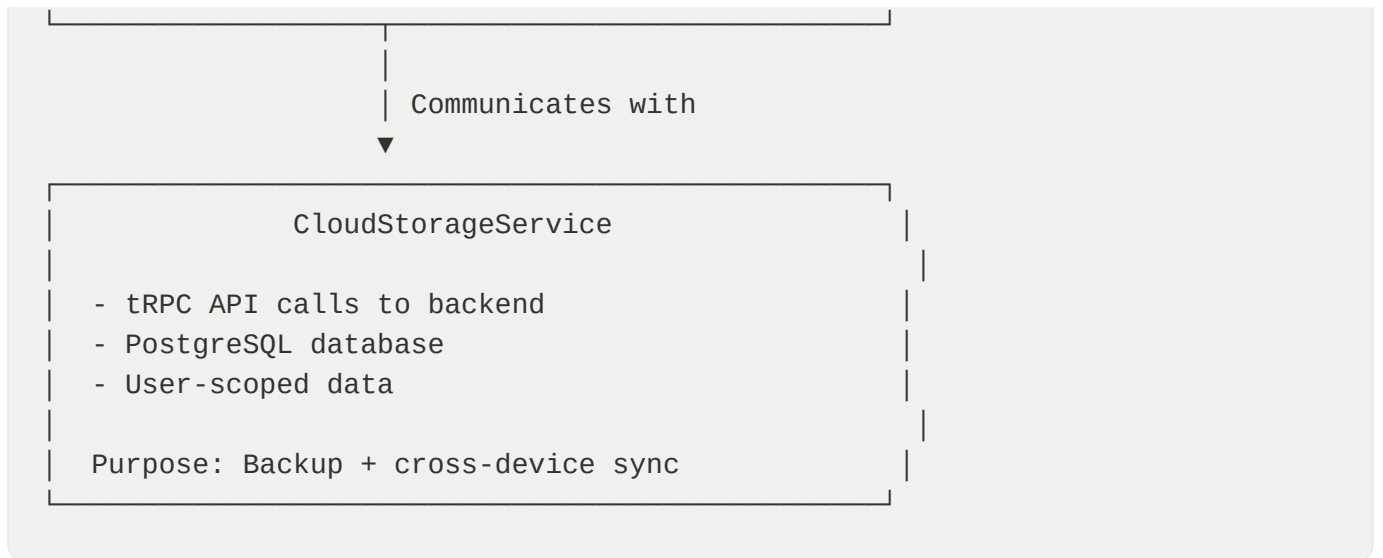 Communicates with
▼
CloudStorageService
- tRPC API calls to backend
- PostgreSQL database
- User-scoped data
Purpose: Backup + cross-device sync